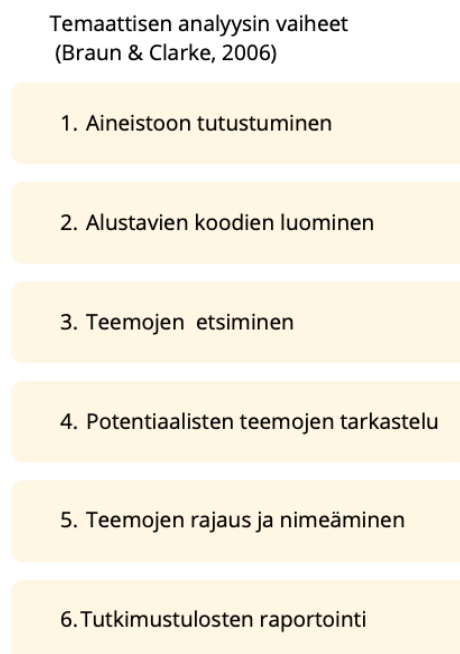 Temaattisen analyysin vaiheet
(Braun & Clarke, 2006)
1. Aineistoon tutustuminen
2. Alustavien koodien luominen
3. Teemojen etsiminen
4. Potentiaalisten teemojen tarkastelu
5. Teemojen rajaus ja nimeäminen
6.Tutkimustulosten raportointi